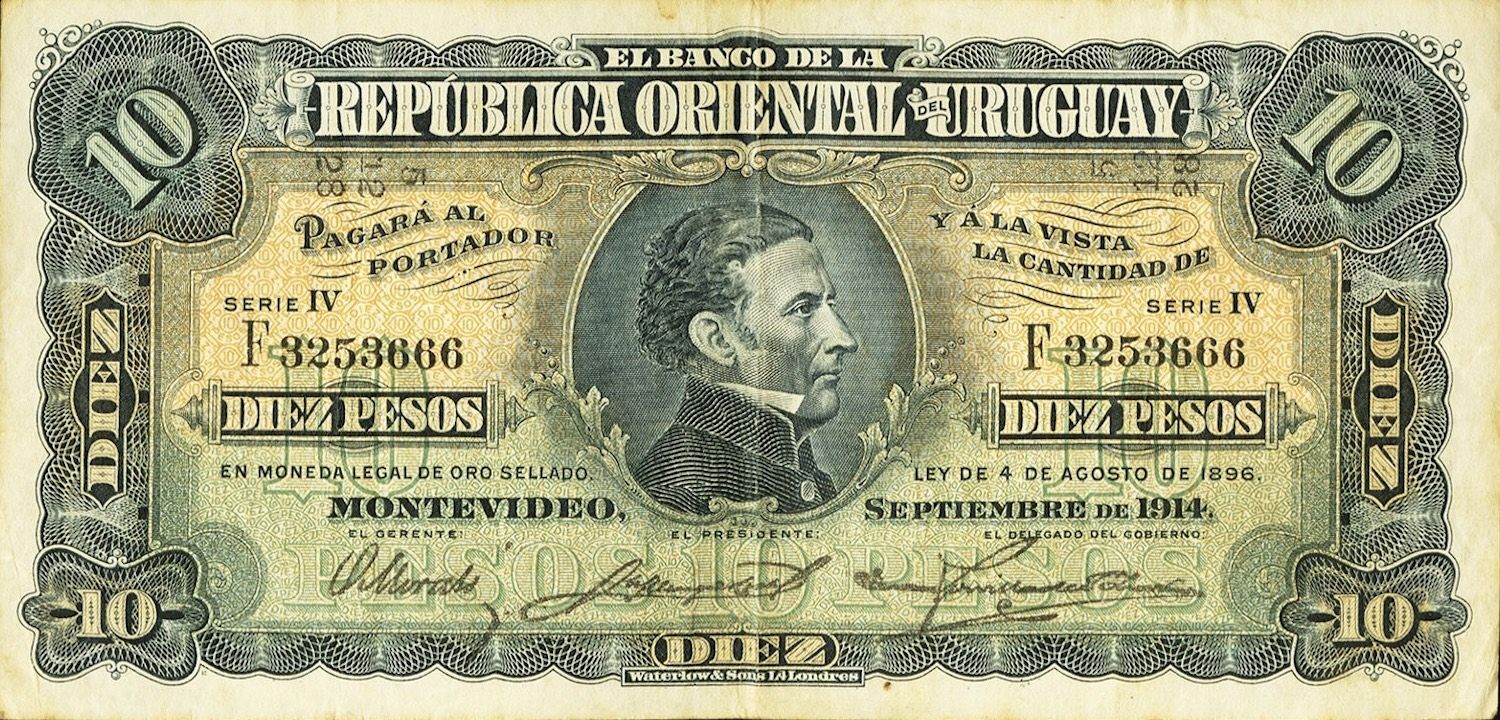 EL BANCO DE LA
REPÚBLICA ORIENTAL DEL URUGUAY
10
10
PAGARÁ AL
PORTADOR
Y Á LA VISTA
LA CANTIDAD DE
SERIE IV
F 3253666
SERIE IV
F 3253666
DIEZ
DIEZ PESOS
DIEZ PESOS
DIEZ
10
10
EN MONEDA LEGAL DE ORO SELLADO.
LEY DE 4 DE AGOSTO DE 1896.
MONTEVIDEO,
SEPTIEMBRE DE 1914.
EL GERENTE:
EL PRESIDENTE:
EL DELEGADO DEL GOBIERNO:
PESOS 10 PESOS
10
DIEZ
10
Waterlow & Sons Ld Londres